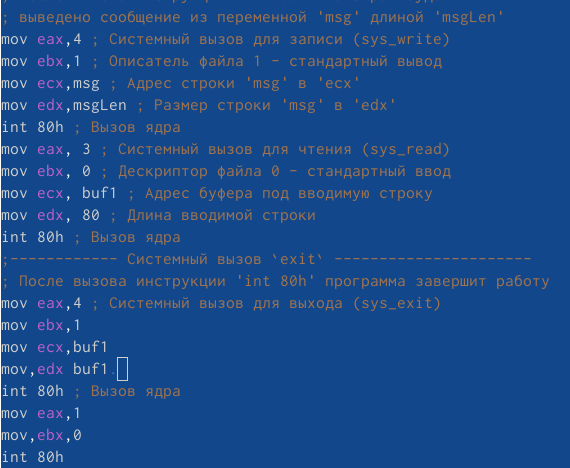 ; выведено сообщение из переменной 'msg' длиной 'msgLen'
mov eax,4 ; Системный вызов для записи (sys_write)
mov ebx,1 ; Описатель файла 1 - стандартный вывод
mov ecx,msg ; Адрес строки 'msg' в 'ecx'
mov edx,msgLen ; Размер строки 'msg' в 'edx'
int 80h ; Вызов ядра
mov eax, 3 ; Системный вызов для чтения (sys_read)
mov ebx, 0 ; Дескриптор файла 0 - стандартный ввод
mov ecx, buf1 ; Адрес буфера под вводимую строку
mov edx, 80 ; Длина вводимой строки
int 80h ; Вызов ядра
;------------ Системный вызов `exit` ----------------------
; После вызова инструкции 'int 80h' программа завершит работу
mov eax,4 ; Системный вызов для выхода (sys_exit)
mov ebx,1
mov ecx,buf1
mov,edx buf1
int 80h ; Вызов ядра
mov eax,1
mov,ebx,0
int 80h